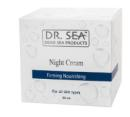 DR. SEA
DEAD SEA PRODUCTS
Night Cream
Firming Nourishing
For all skin types